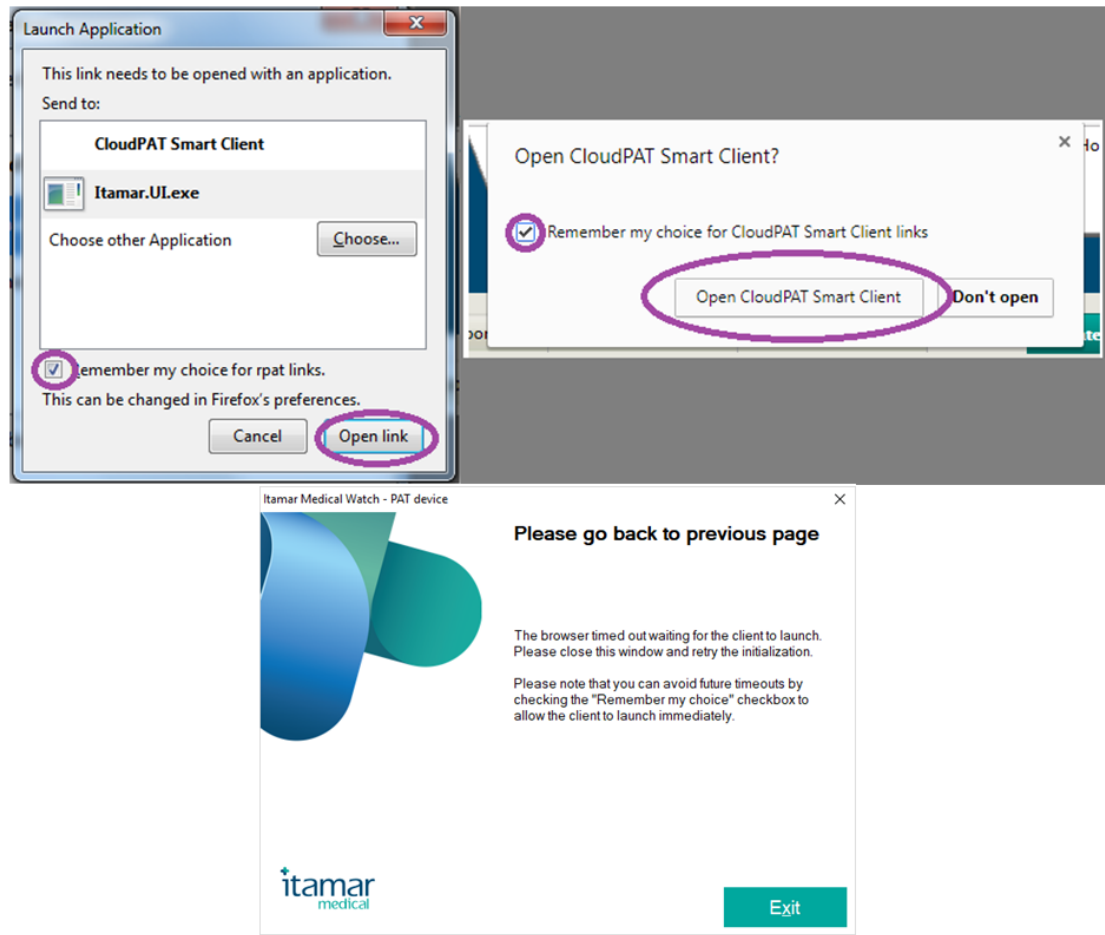 Launch Application
This link needs to be opened with an application.
Send to:
CloudPAT Smart Client
Itamar.UI.exe
Choose other Application
Choose...
Remember my choice for rpat links.
This can be changed in Firefox's preferences.
Cancel
Open link
Open CloudPAT Smart Client?
Remember my choice for CloudPAT Smart Client links
Open CloudPAT Smart Client
Don't open
Itamar Medical Watch - PAT device
Please go back to previous page
The browser timed out waiting for the client to launch.
Please close this window and retry the initialization.
Please note that you can avoid future timeouts by
checking the "Remember my choice" checkbox to
allow the client to launch immediately.
itamar
medical
Exit